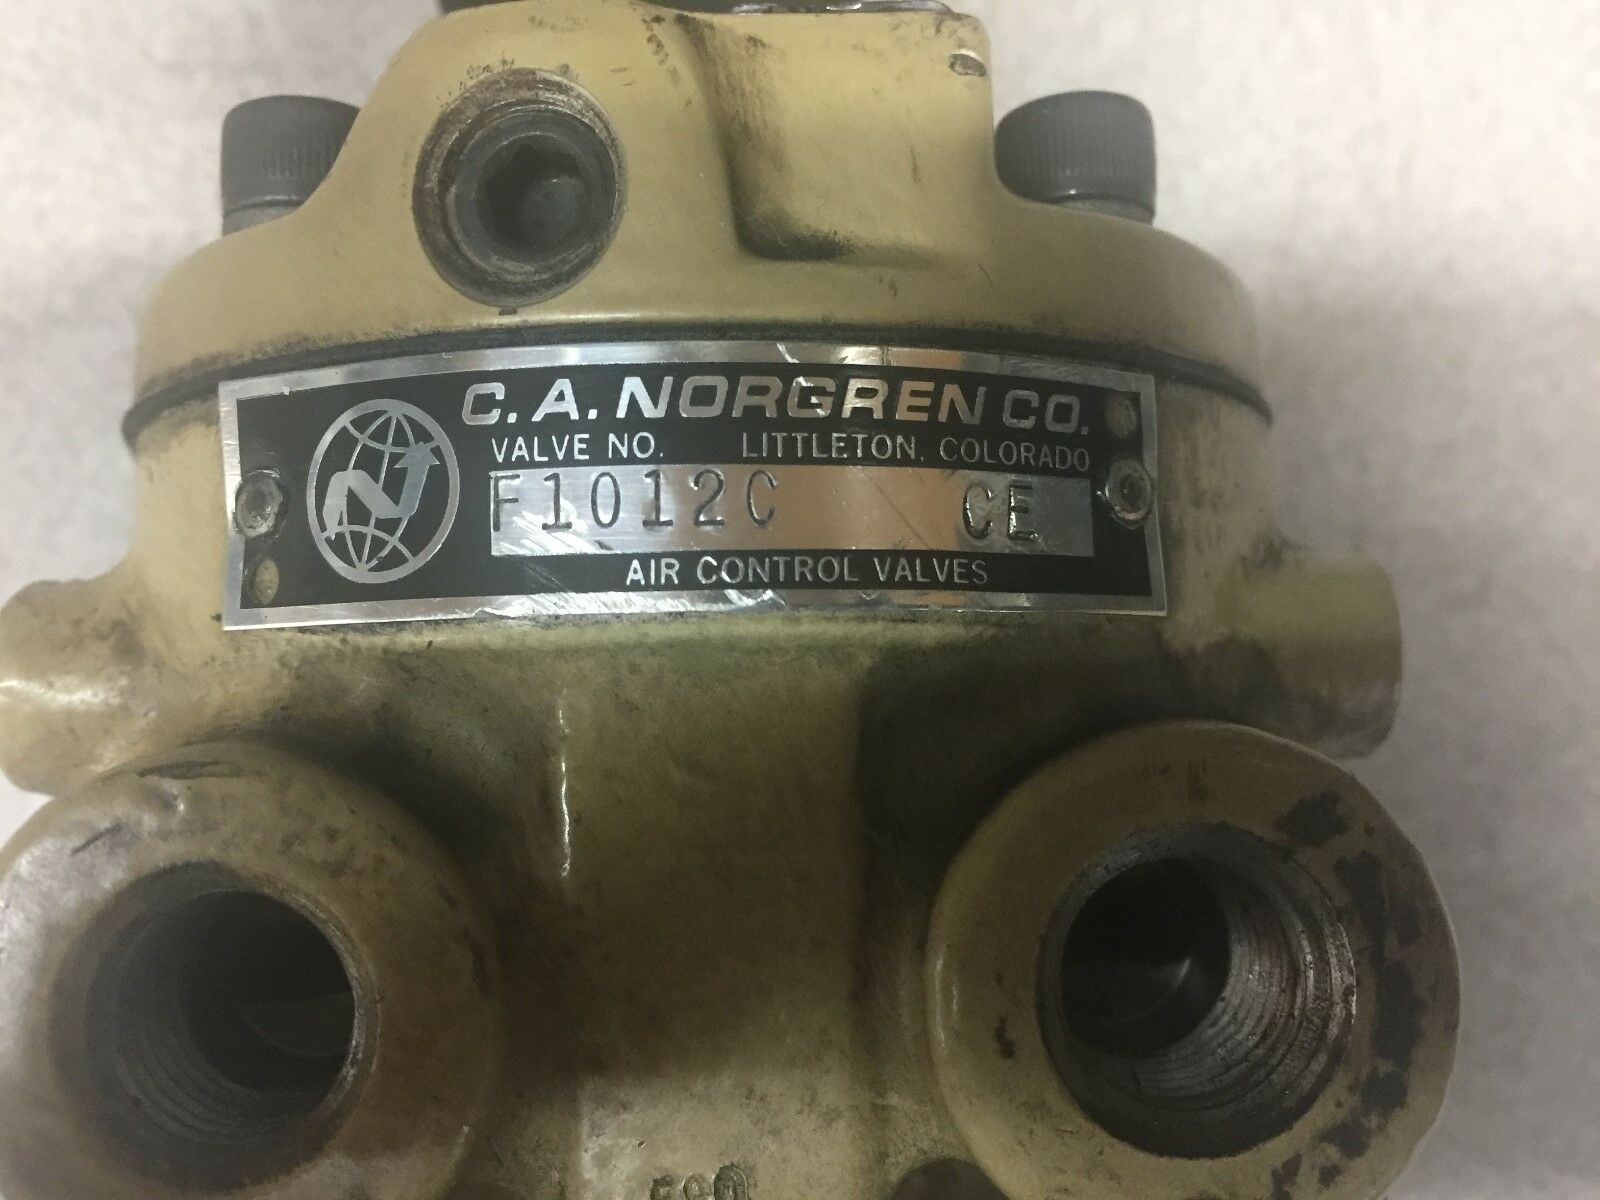 C. A. NORGREN CO.
VALVE NO. LITTLETON, COLORADO
F1012C CE
AIR CONTROL VALVES